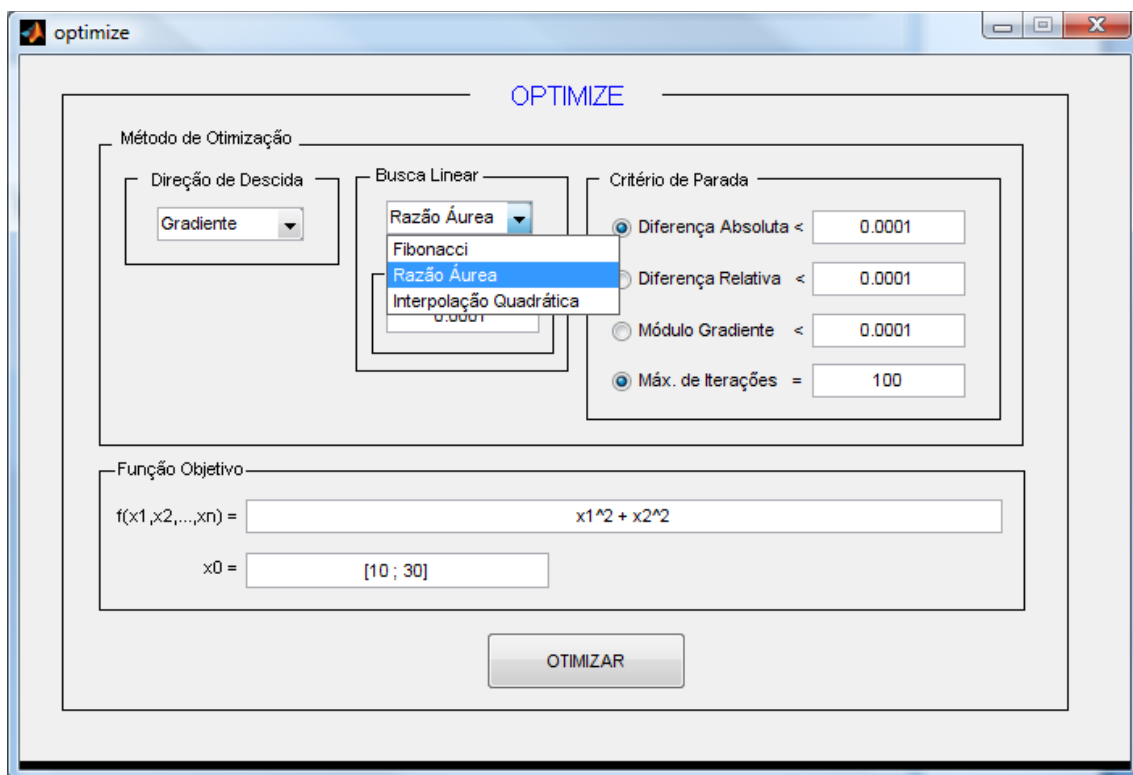 optimize
OPTIMIZE
Método de Otimização
Direção de Descida
Gradiente
Busca Linear
Razão Áurea
Fibonacci
Razão Áurea
Interpolação Quadrática
0.0001
Critério de Parada
Diferença Absoluta < 0.0001
Diferença Relativa < 0.0001
Módulo Gradiente < 0.0001
Máx. de Iterações = 100
Função Objetivo
f(x1,x2,...,xn) = x1^2 + x2^2
x0 = [10 ; 30]
OTIMIZAR